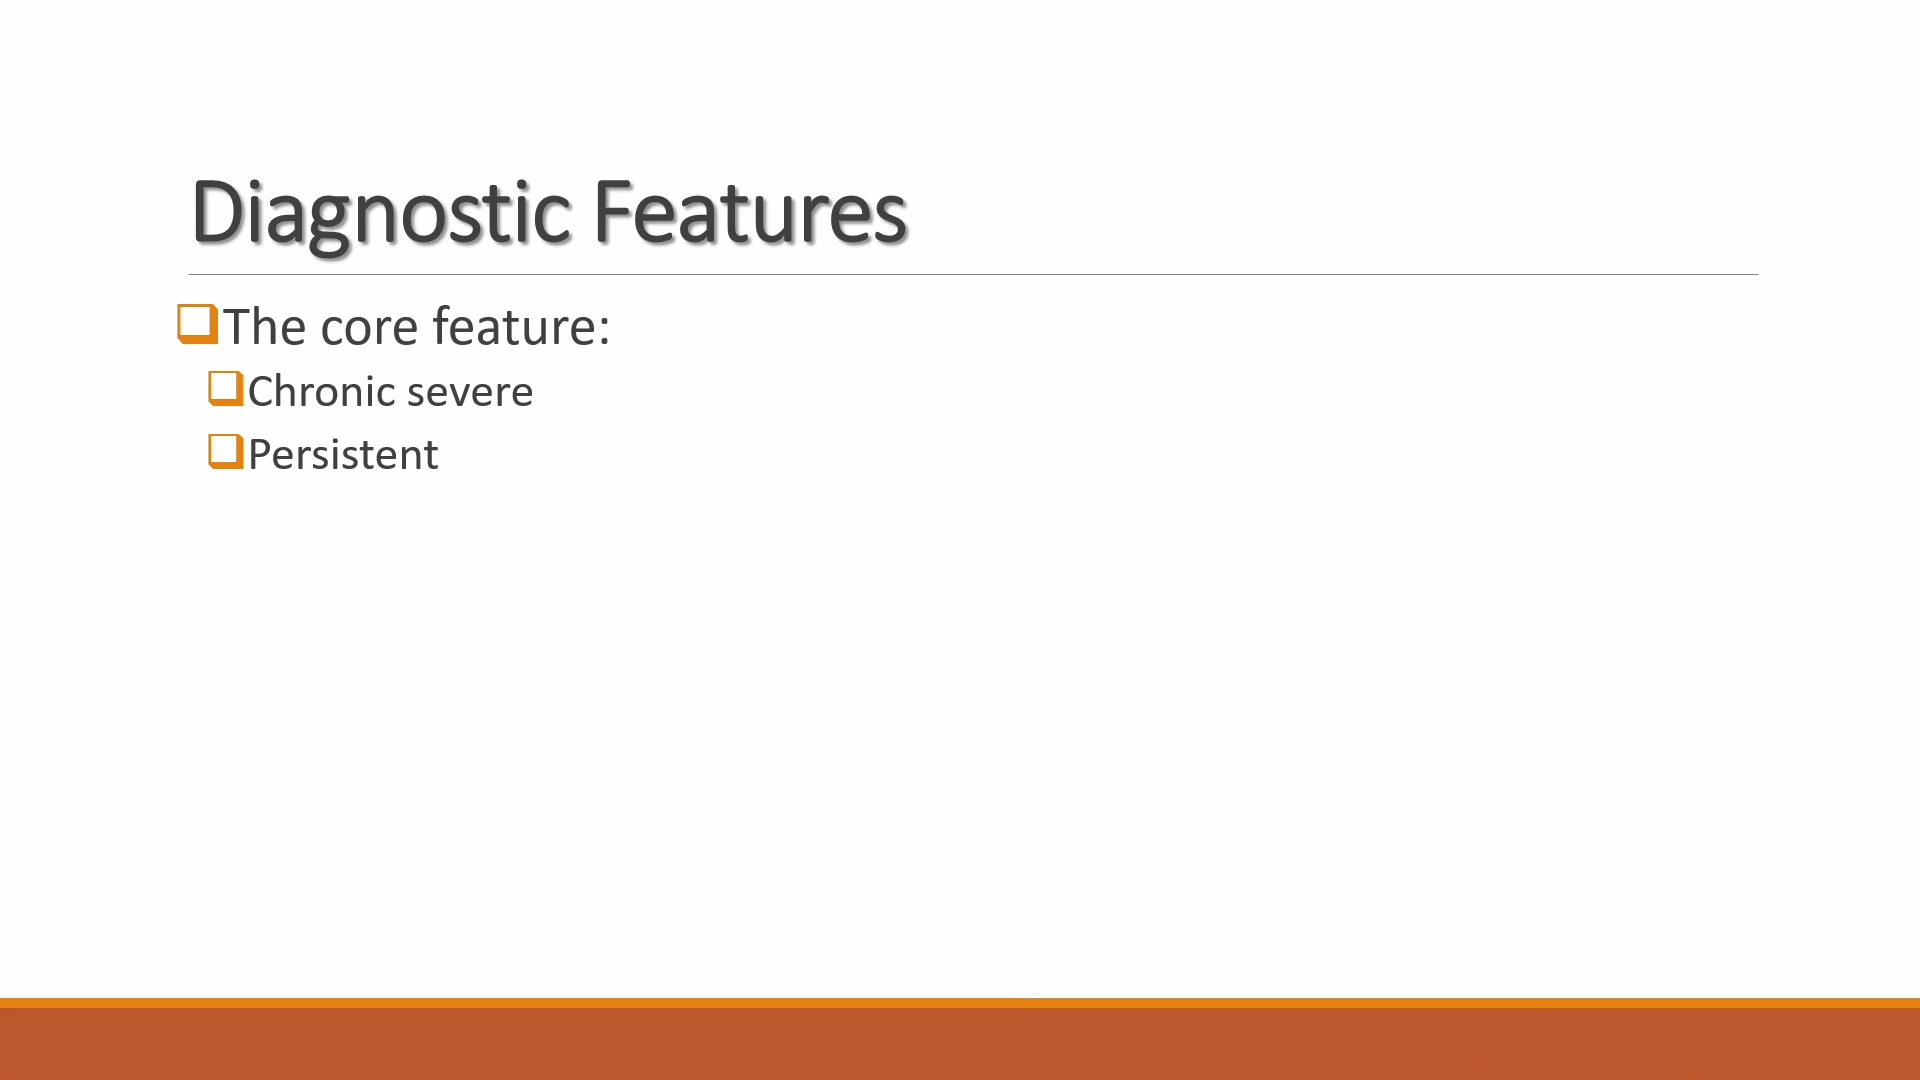 Diagnostic Features
The core feature:
Chronic severe
Persistent